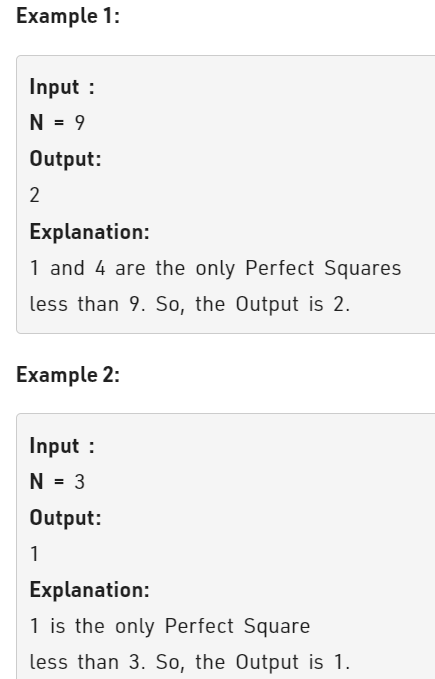 Example 1:
Input :
N = 9
Output:
2
Explanation:
1 and 4 are the only Perfect Squares
less than 9. So, the Output is 2.
Example 2:
Input :
N = 3
Output:
1
Explanation:
1 is the only Perfect Square
less than 3. So, the Output is 1.